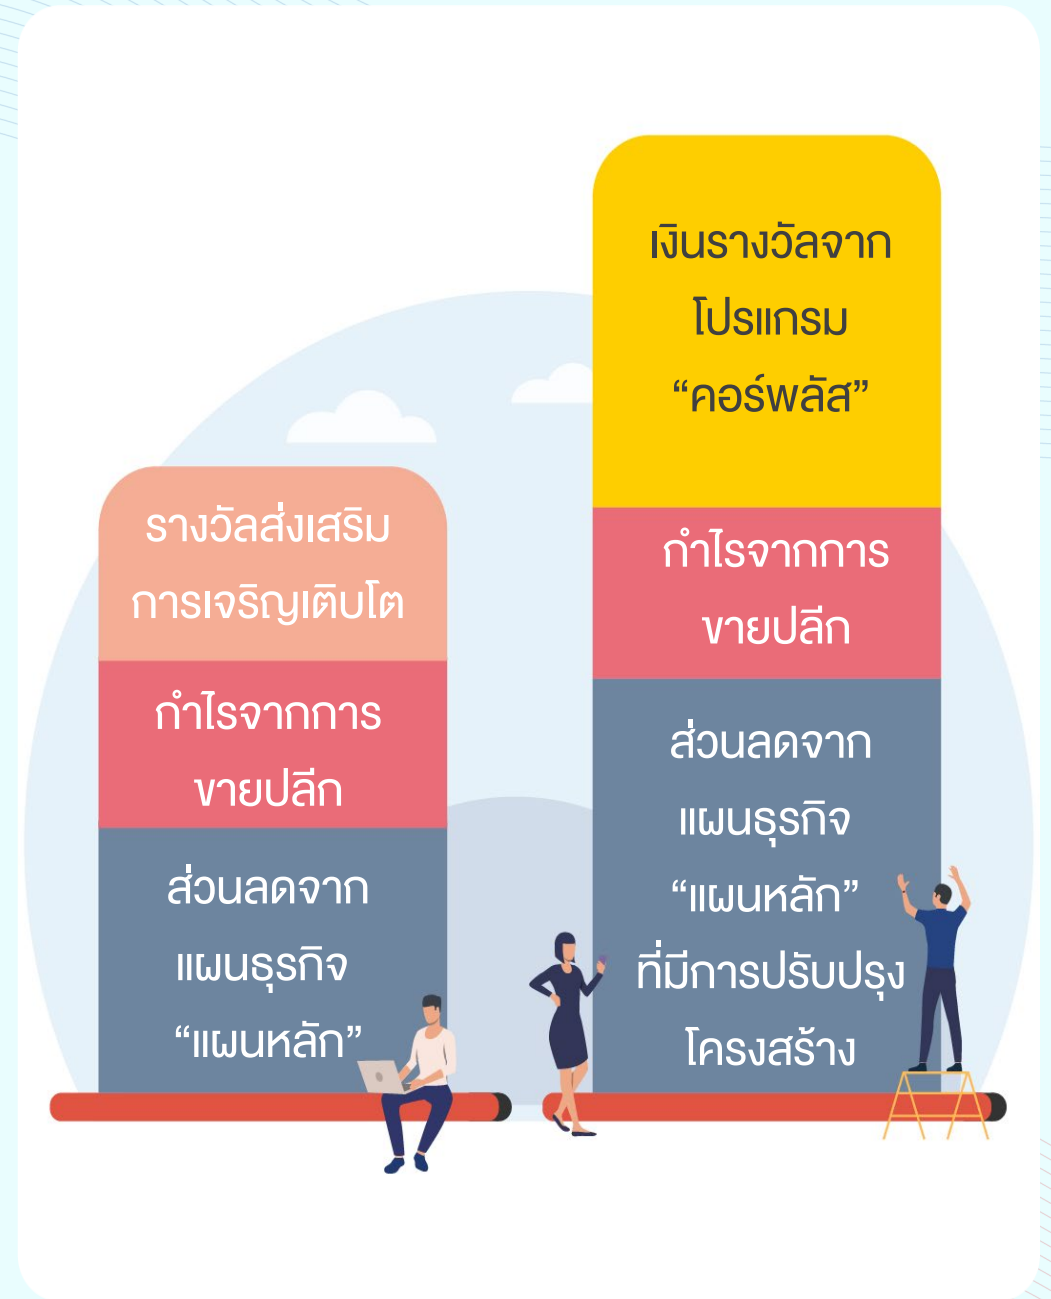 รางวัลส่งเสริม
การเจริญเติบโต
กำไรจากการ
ขายปลีก
ส่วนลดจาก
แผนธุรกิจ
“แผนหลัก”
เงินรางวัลจาก
โปรแกรม
“คอร์พลัส”
กำไรจากการ
ขายปลีก
ส่วนลดจาก
แผนธุรกิจ
“แผนหลัก”
ที่มีการปรับปรุง
โครงสร้าง